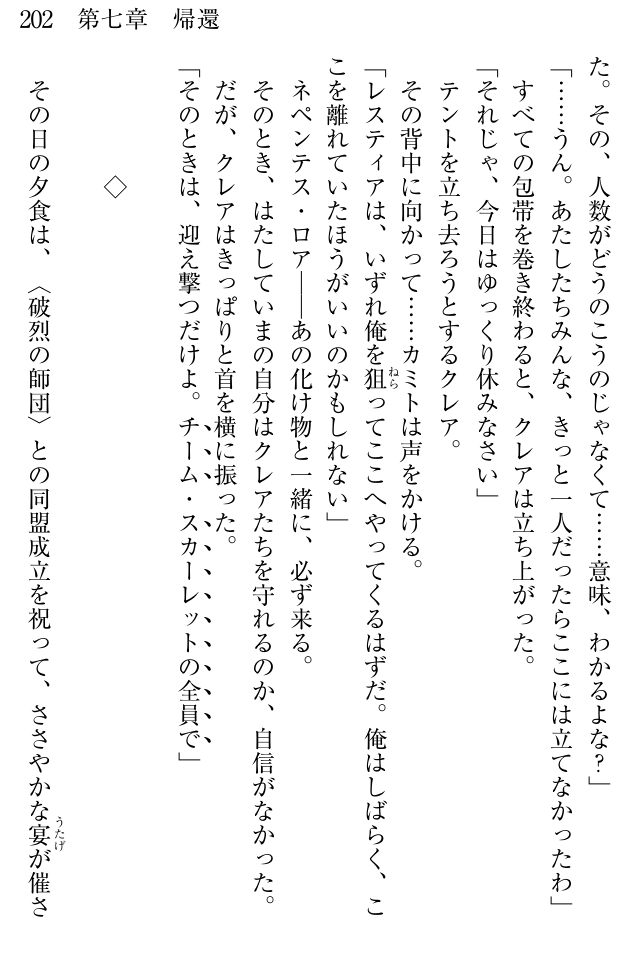 202　第七章　帰還
た。その、人数がどうのこうのじゃなくて……意味、わかるよな？」
「……うん。あたしたちみんな、きっと一人だったらここには立てなかったわ」
すべての包帯を巻き終わると、クレアは立ち上がった。
「それじゃ、今日はゆっくり休みなさい」
テントを立ち去ろうとするクレア。
その背中に向かって……カミトは声をかける。
「レスティアは、いずれ俺を狙ってここへやってくるはずだ。俺はしばらく、こ
ねら
こを離れていたほうがいいのかもしれない」
ネペンテス・ロア――あの化け物と一緒に、必ず来る。
そのとき、はたしていまの自分はクレアたちを守れるのか、自信がなかった。
だが、クレアはきっぱりと首を横に振った。
「そのときは、迎え撃つだけよ。チーム・スカーレットの全員で」
◇
その日の夕食は、〈破烈の師団〉との同盟成立を祝って、ささやかな宴が催さ
うたげ